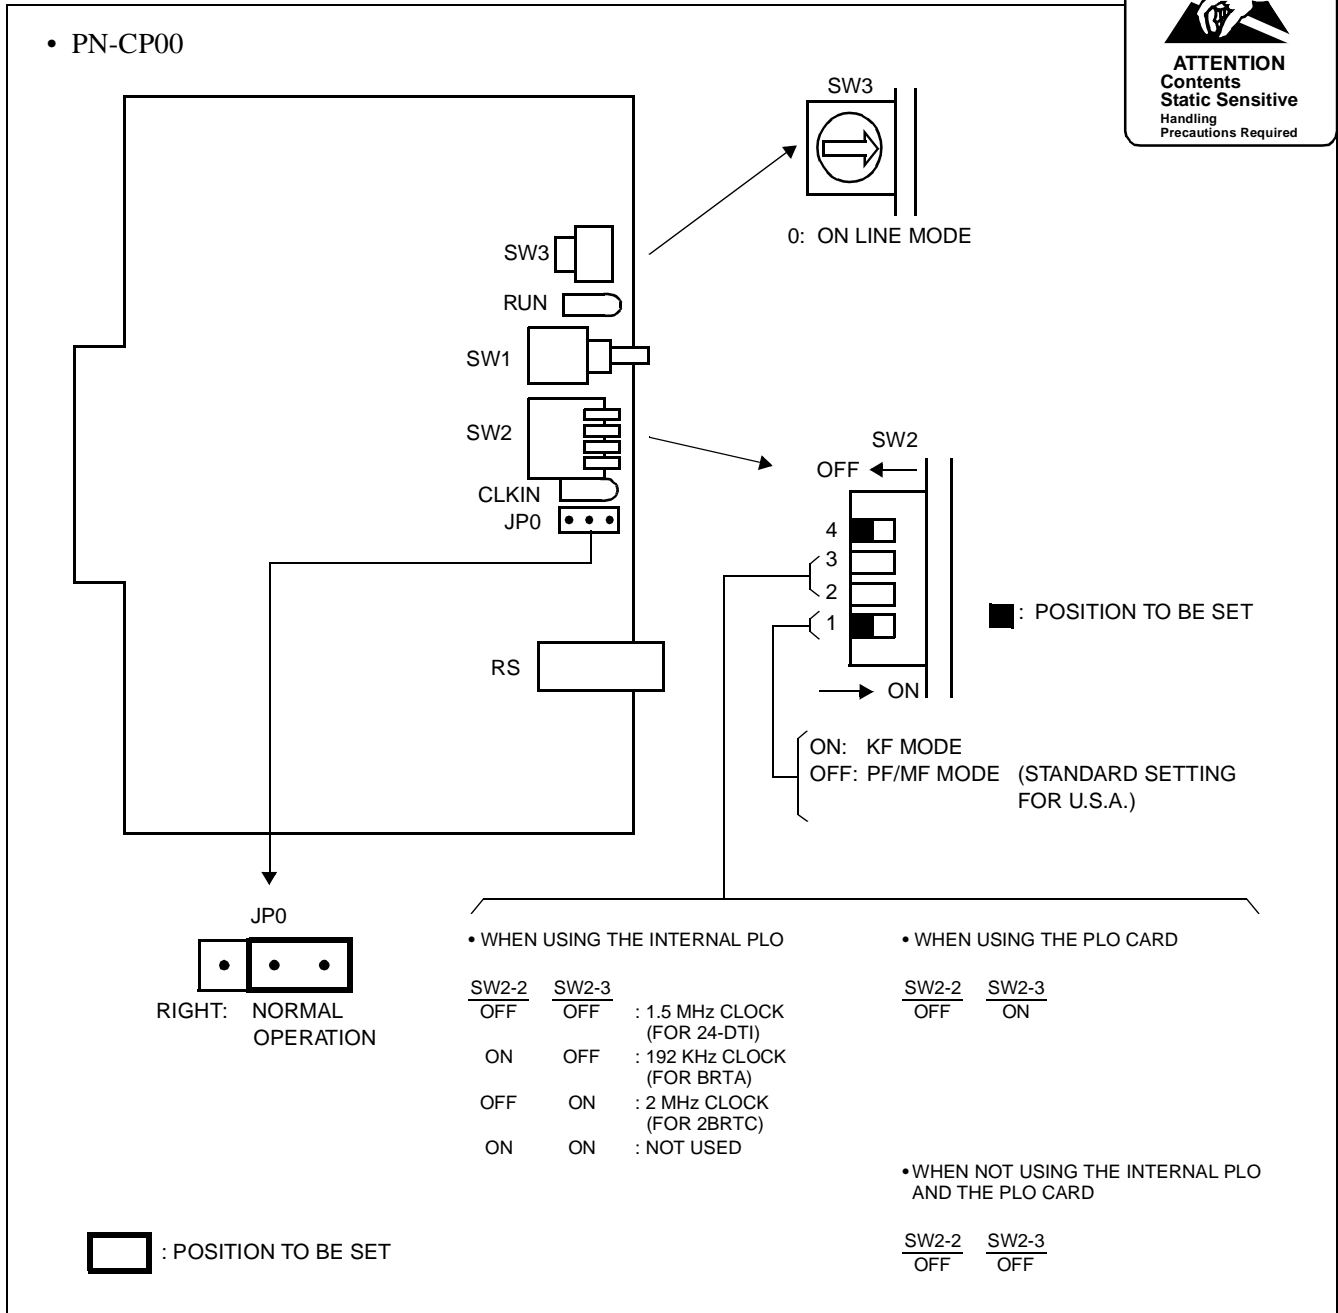 • PN-CP00
ATTENTION
Contents
Static Sensitive
Handling
Precautions Required
SW3
0: ON LINE MODE
SW3
RUN
SW1
SW2
CLKIN
JP0
RS
SW2
OFF
4
3
2
1
ON
: POSITION TO BE SET
ON: KF MODE
OFF: PF/MF MODE (STANDARD SETTING
FOR U.S.A.)
JP0
RIGHT: NORMAL
OPERATION
• WHEN USING THE INTERNAL PLO
SW2-2 SW2-3
OFF OFF : 1.5 MHz CLOCK
(FOR 24-DTI)
ON OFF : 192 KHz CLOCK
(FOR BRTA)
OFF ON : 2 MHz CLOCK
(FOR 2BRTC)
ON ON : NOT USED
• WHEN USING THE PLO CARD
SW2-2 SW2-3
OFF ON
• WHEN NOT USING THE INTERNAL PLO
AND THE PLO CARD
SW2-2 SW2-3
OFF OFF
: POSITION TO BE SET